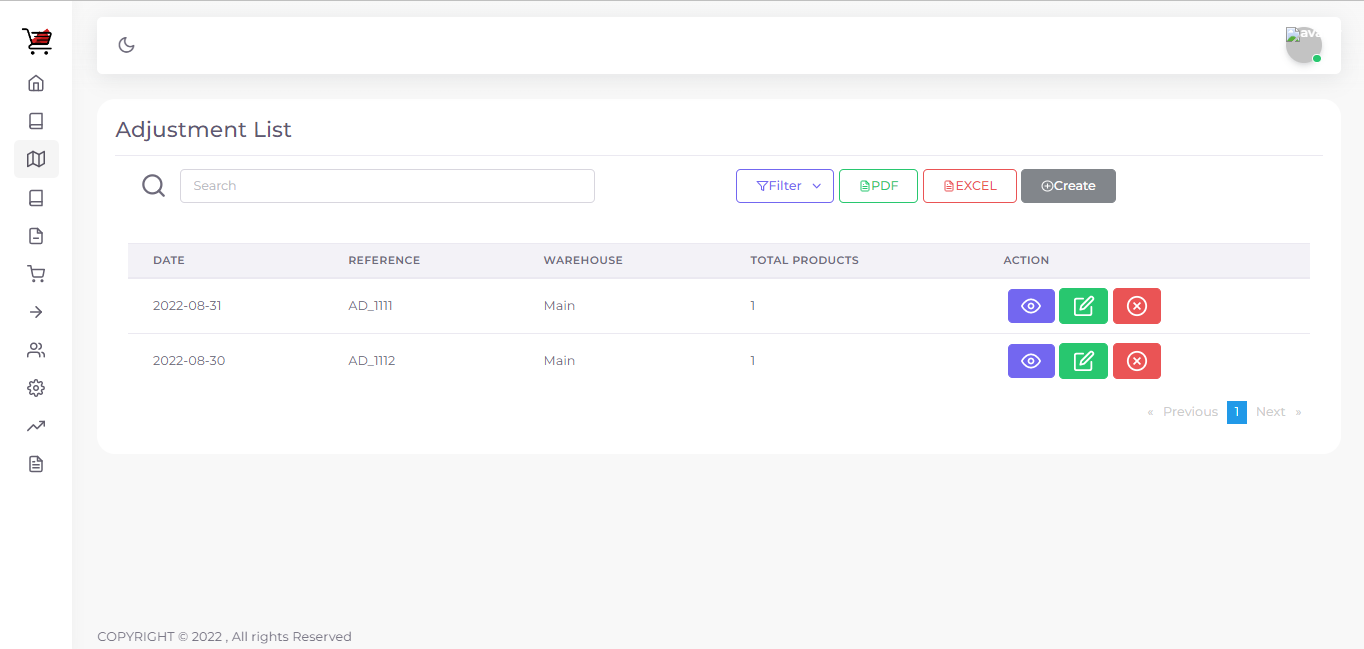 ava
Adjustment List
Search
Filter PDF EXCEL Create
DATE REFERENCE WAREHOUSE TOTAL PRODUCTS ACTION
2022-08-31 AD_1111 Main 1
2022-08-30 AD_1112 Main 1
« Previous 1 Next »
COPYRIGHT © 2022 , All rights Reserved